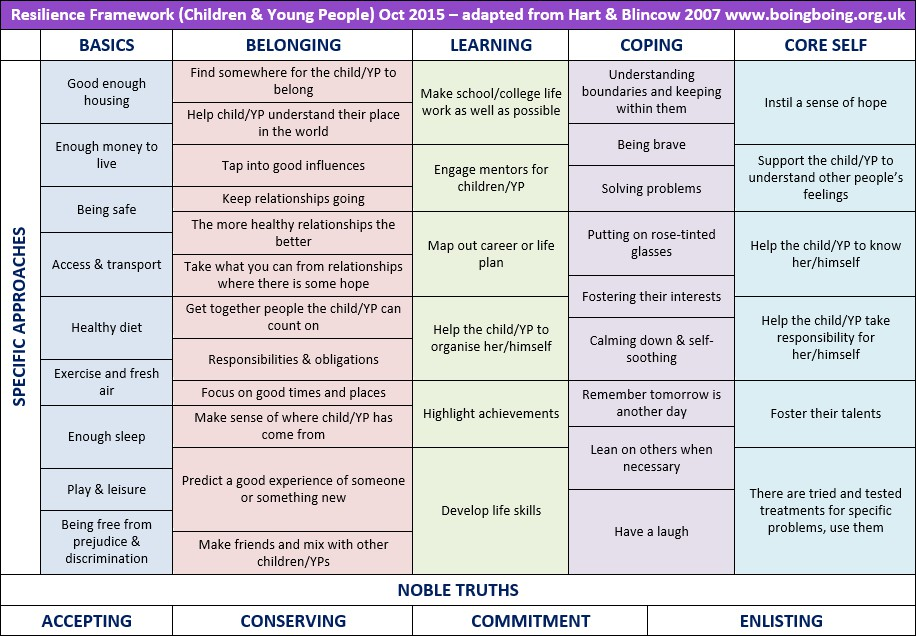 Resilience Framework (Children & Young People) Oct 2015 – adapted from Hart & Blincow 2007 www.boingboing.org.uk
SPECIFIC APPROACHES
BASICS
Good enough
housing
Enough money to
live
Being safe
Access & transport
Healthy diet
Exercise and fresh
air
Enough sleep
Play & leisure
Being free from
prejudice &
discrimination
BELONGING
Find somewhere for the child/YP to
belong
Help child/YP understand their place
in the world
Tap into good influences
Keep relationships going
The more healthy relationships the
better
Take what you can from relationships
where there is some hope
Get together people the child/YP can
count on
Responsibilities & obligations
Focus on good times and places
Make sense of where child/YP has
come from
Predict a good experience of someone
or something new
Make friends and mix with other
children/YPs
LEARNING
Make school/college life
work as well as possible
Engage mentors for
children/YP
Map out career or life
plan
Help the child/YP to
organise her/himself
Highlight achievements
Develop life skills
COPING
Understanding
boundaries and keeping
within them
Being brave
Solving problems
Putting on rose-tinted
glasses
Fostering their interests
Calming down & self-
soothing
Remember tomorrow is
another day
Lean on others when
necessary
Have a laugh
CORE SELF
Instil a sense of hope
Support the child/YP to
understand other people's
feelings
Help the child/YP to know
her/himself
Help the child/YP take
responsibility for
her/himself
Foster their talents
There are tried and tested
treatments for specific
problems, use them
NOBLE TRUTHS
ACCEPTING
CONSERVING
COMMITMENT
ENLISTING